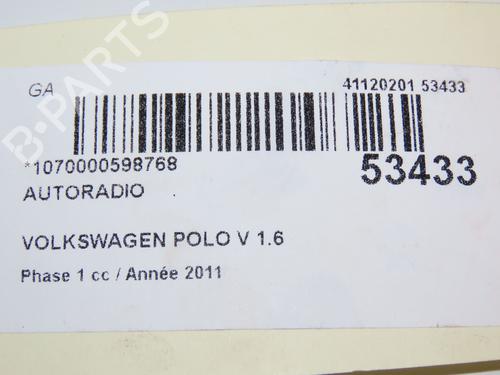 GA
41120201 53433
*1070000598768
53433
AUTORADIO
VOLKSWAGEN POLO V 1.6
Phase 1 cc / Année 2011
B-PARTS